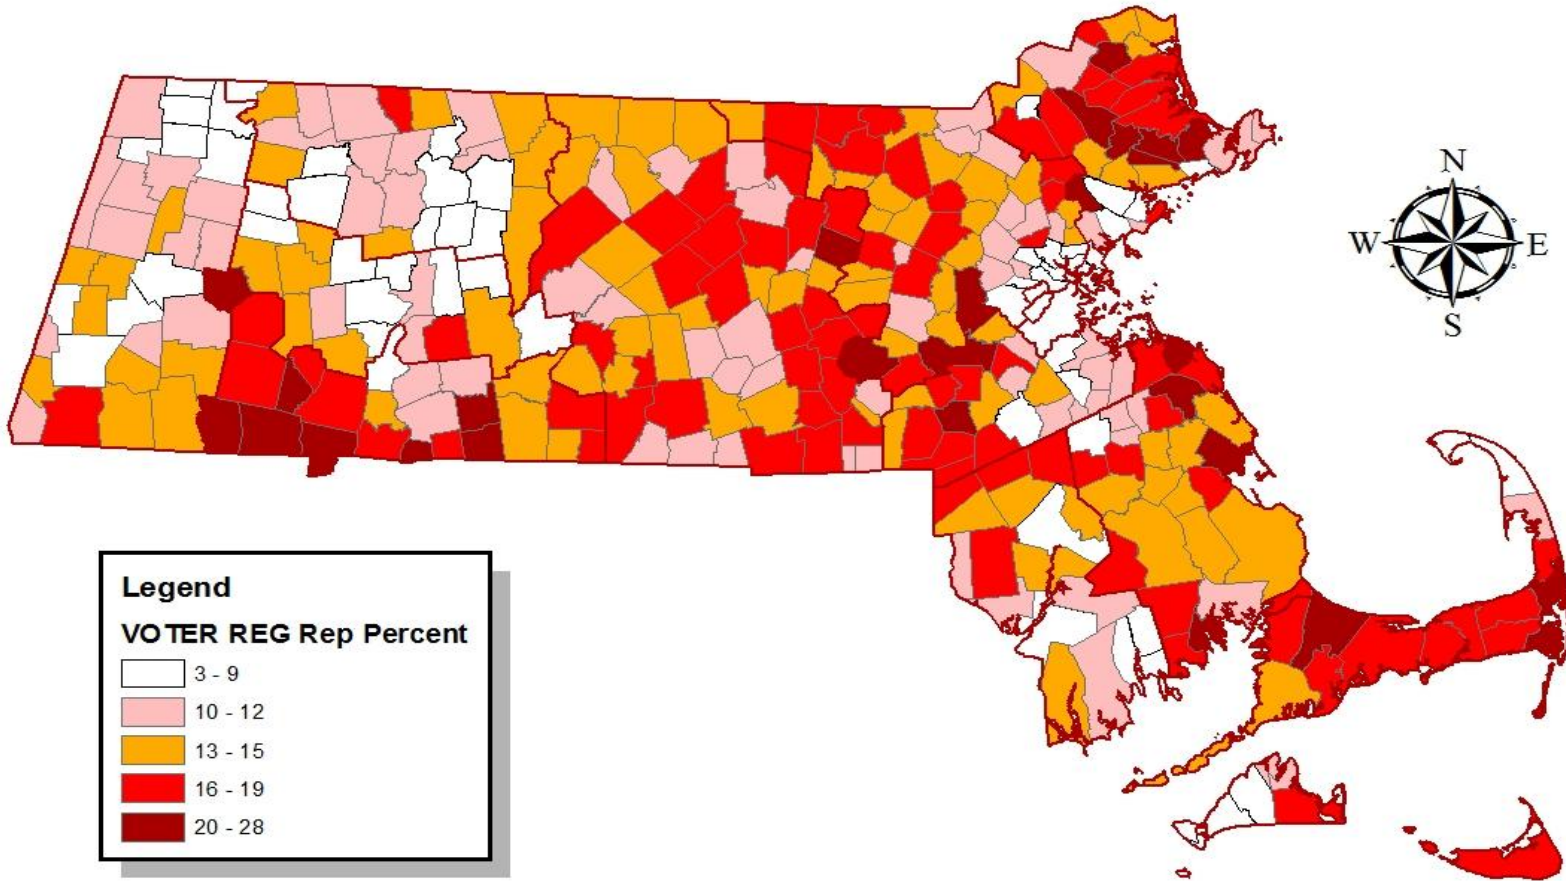 N
W E
S
Legend
VOTER REG Rep Percent
3 - 9
10 - 12
13 - 15
16 - 19
20 - 28